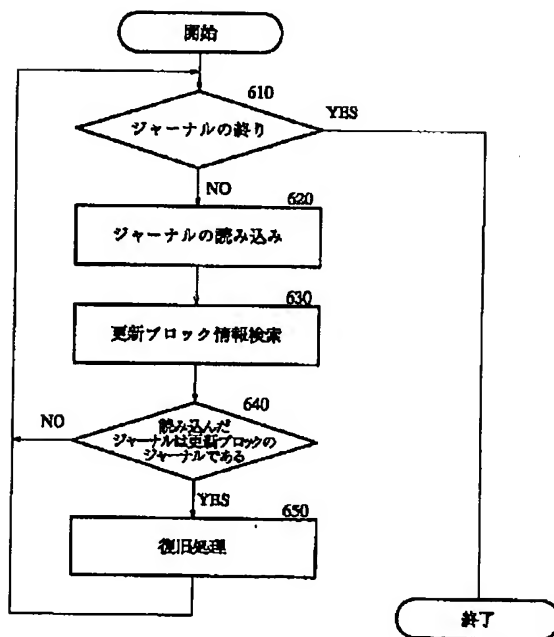 開始
610
ジャーナルの終り
YES
NO
620
ジャーナルの読み込み
630
更新ブロック情報検索
640
NO
読み込んだ
ジャーナルは更新ブロックの
ジャーナルである
YES
650
復旧処理
終了